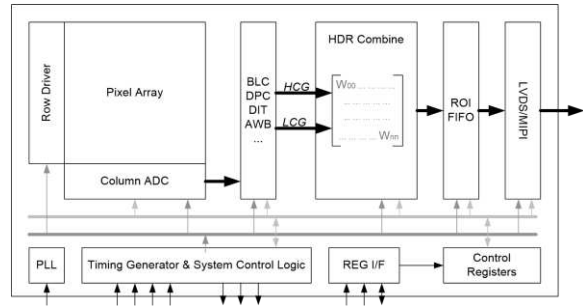 Row Driver
Pixel Array
Column ADC
BLC
DPC
DIT
AWB
...
HCG
LCG
HDR Combine
W00 ... ... ...
... ... ... ...
... ... ... ...
... ... ... Wnn
ROI
FIFO
LVDS/MIPI
PLL
Timing Generator & System Control Logic
REG I/F
Control
Registers